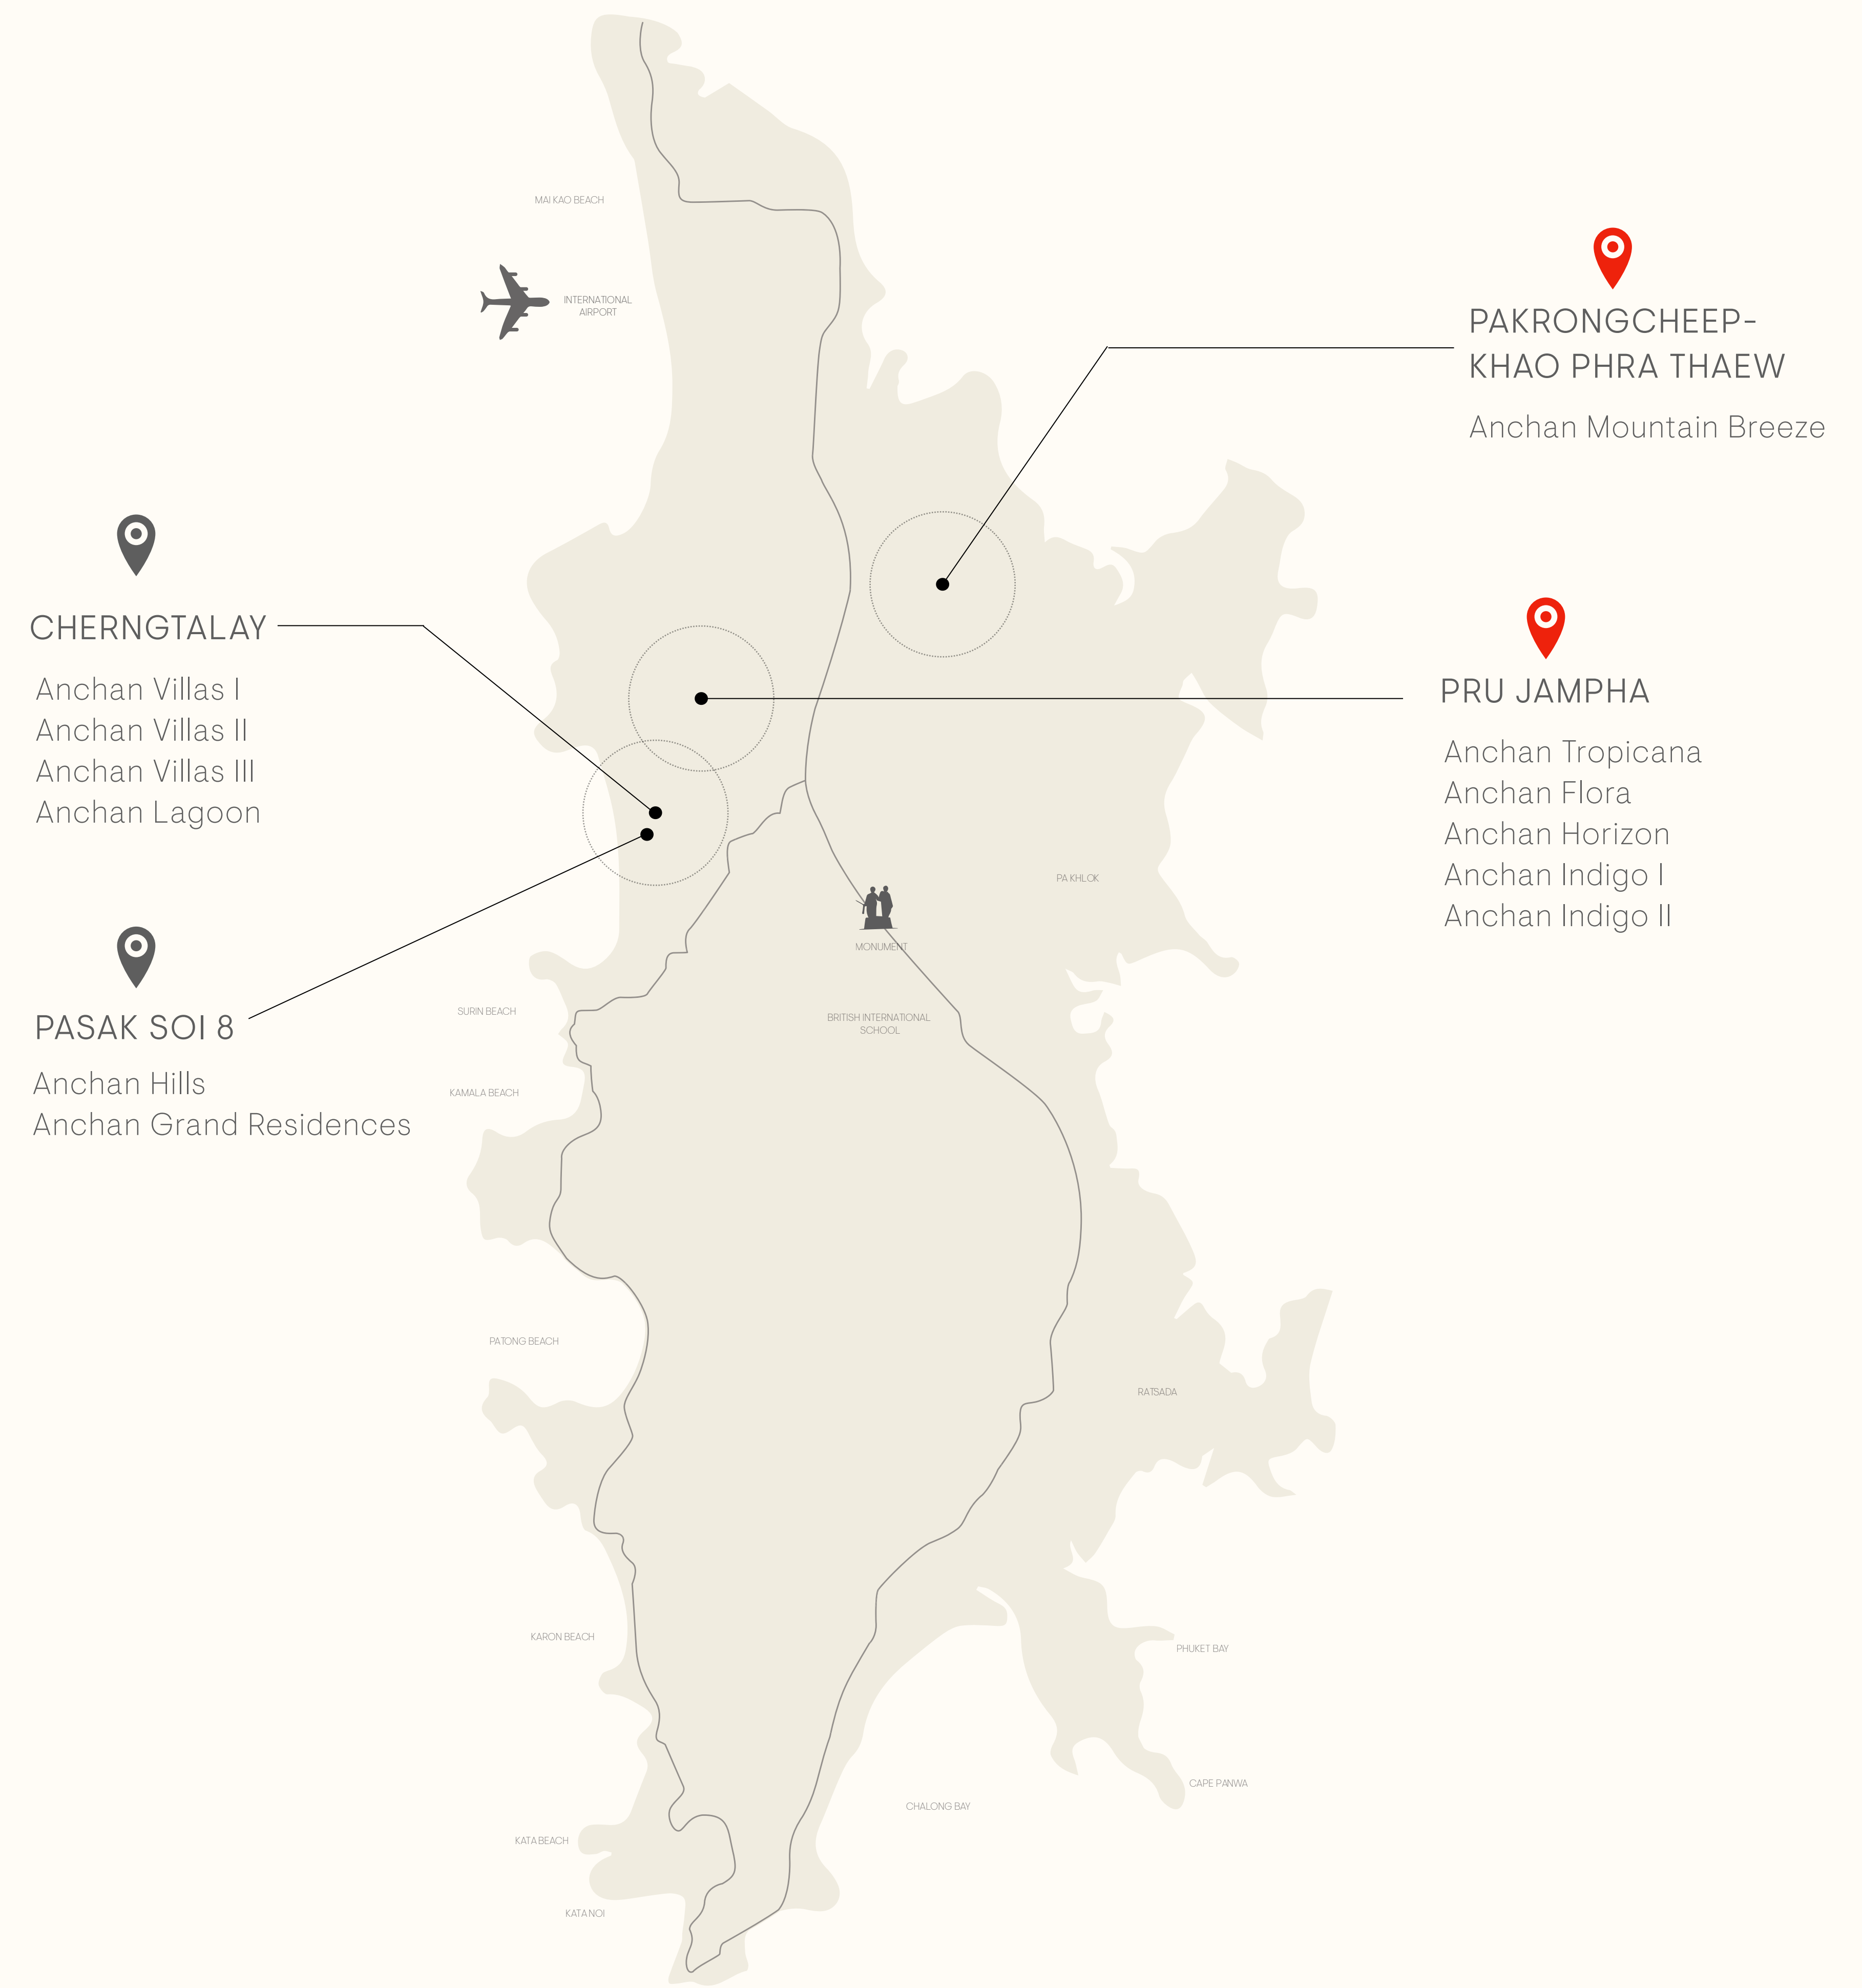 MAI KAO BEACH
INTERNATIONAL
AIRPORT
PAKRONGCHEEP-
KHAO PHRA THAEW
Anchan Mountain Breeze
CHERNGTALAY
Anchan Villas I
Anchan Villas II
Anchan Villas III
Anchan Lagoon
PRU JAMPHA
Anchan Tropicana
Anchan Flora
Anchan Horizon
Anchan Indigo I
Anchan Indigo II
PA KHLOK
MONUMENT
PASAK SOI 8
Anchan Hills
Anchan Grand Residences
SURIN BEACH
BRITISH INTERNATIONAL
SCHOOL
KAMALA BEACH
PATONG BEACH
RATSADA
KARON BEACH
PHUKET BAY
CAPE PANWA
CHALONG BAY
KATA BEACH
KATA NOI